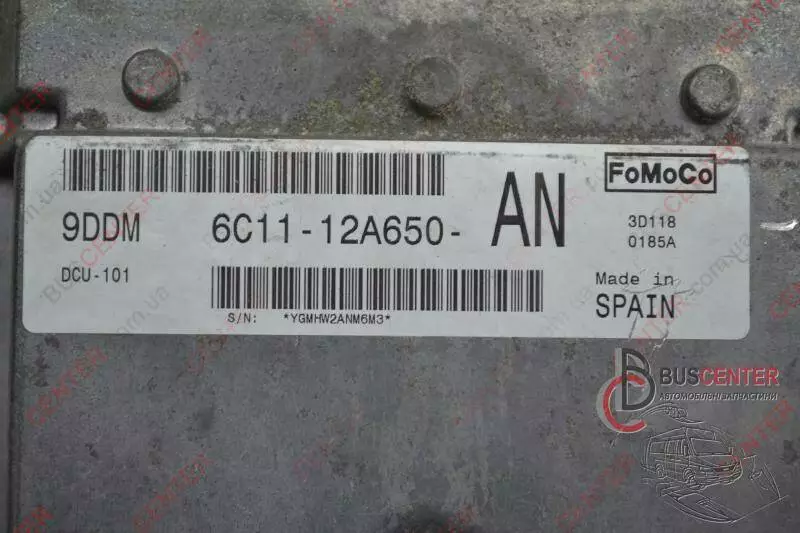 FoMoCo
9DDM 6C11-12A650- AN
3D118
0185A
DCU-101
Made in
SPAIN
S/N: *YGMHW2ANM6M3*
BUSCENTER
АВТОМОБІЛЬНІ ЗАПЧАСТИНИ